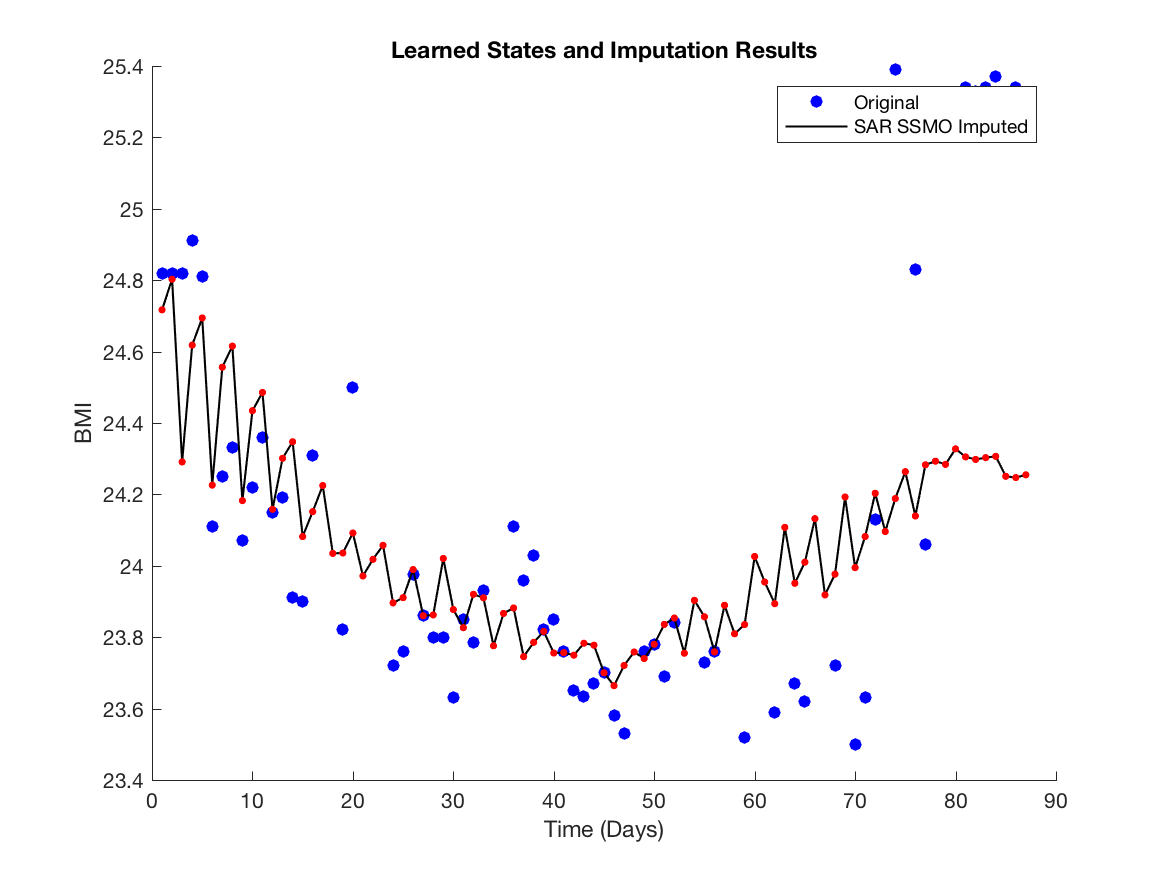 Learned States and Imputation Results
25.4
25.2
25
24.8
24.6
24.4
24.2
24
23.8
23.6
23.4
BMI
Original
SAR SSMO Imputed
0 10 20 30 40 50 60 70 80 90
Time (Days)